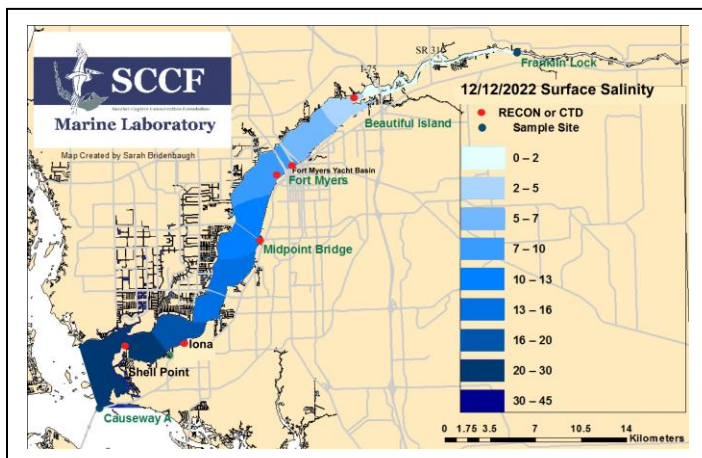 SCCF
Marine Laboratory
Map Created by Sarah Bridenbaugh
I-75
SR 31
Franklin Lock
12/12/2022 Surface Salinity
RECON or CTD
Sample Site
Beautiful Island
Fort Myers Yacht Basin
Fort Myers
Midpoint Bridge
Iona
Shell Point
Causeway A
0 – 2
2 – 5
5 – 7
7 – 10
10 – 13
13 – 16
16 – 20
20 – 30
30 – 45
0 1.75 3.5 7 10.5 14
Kilometers